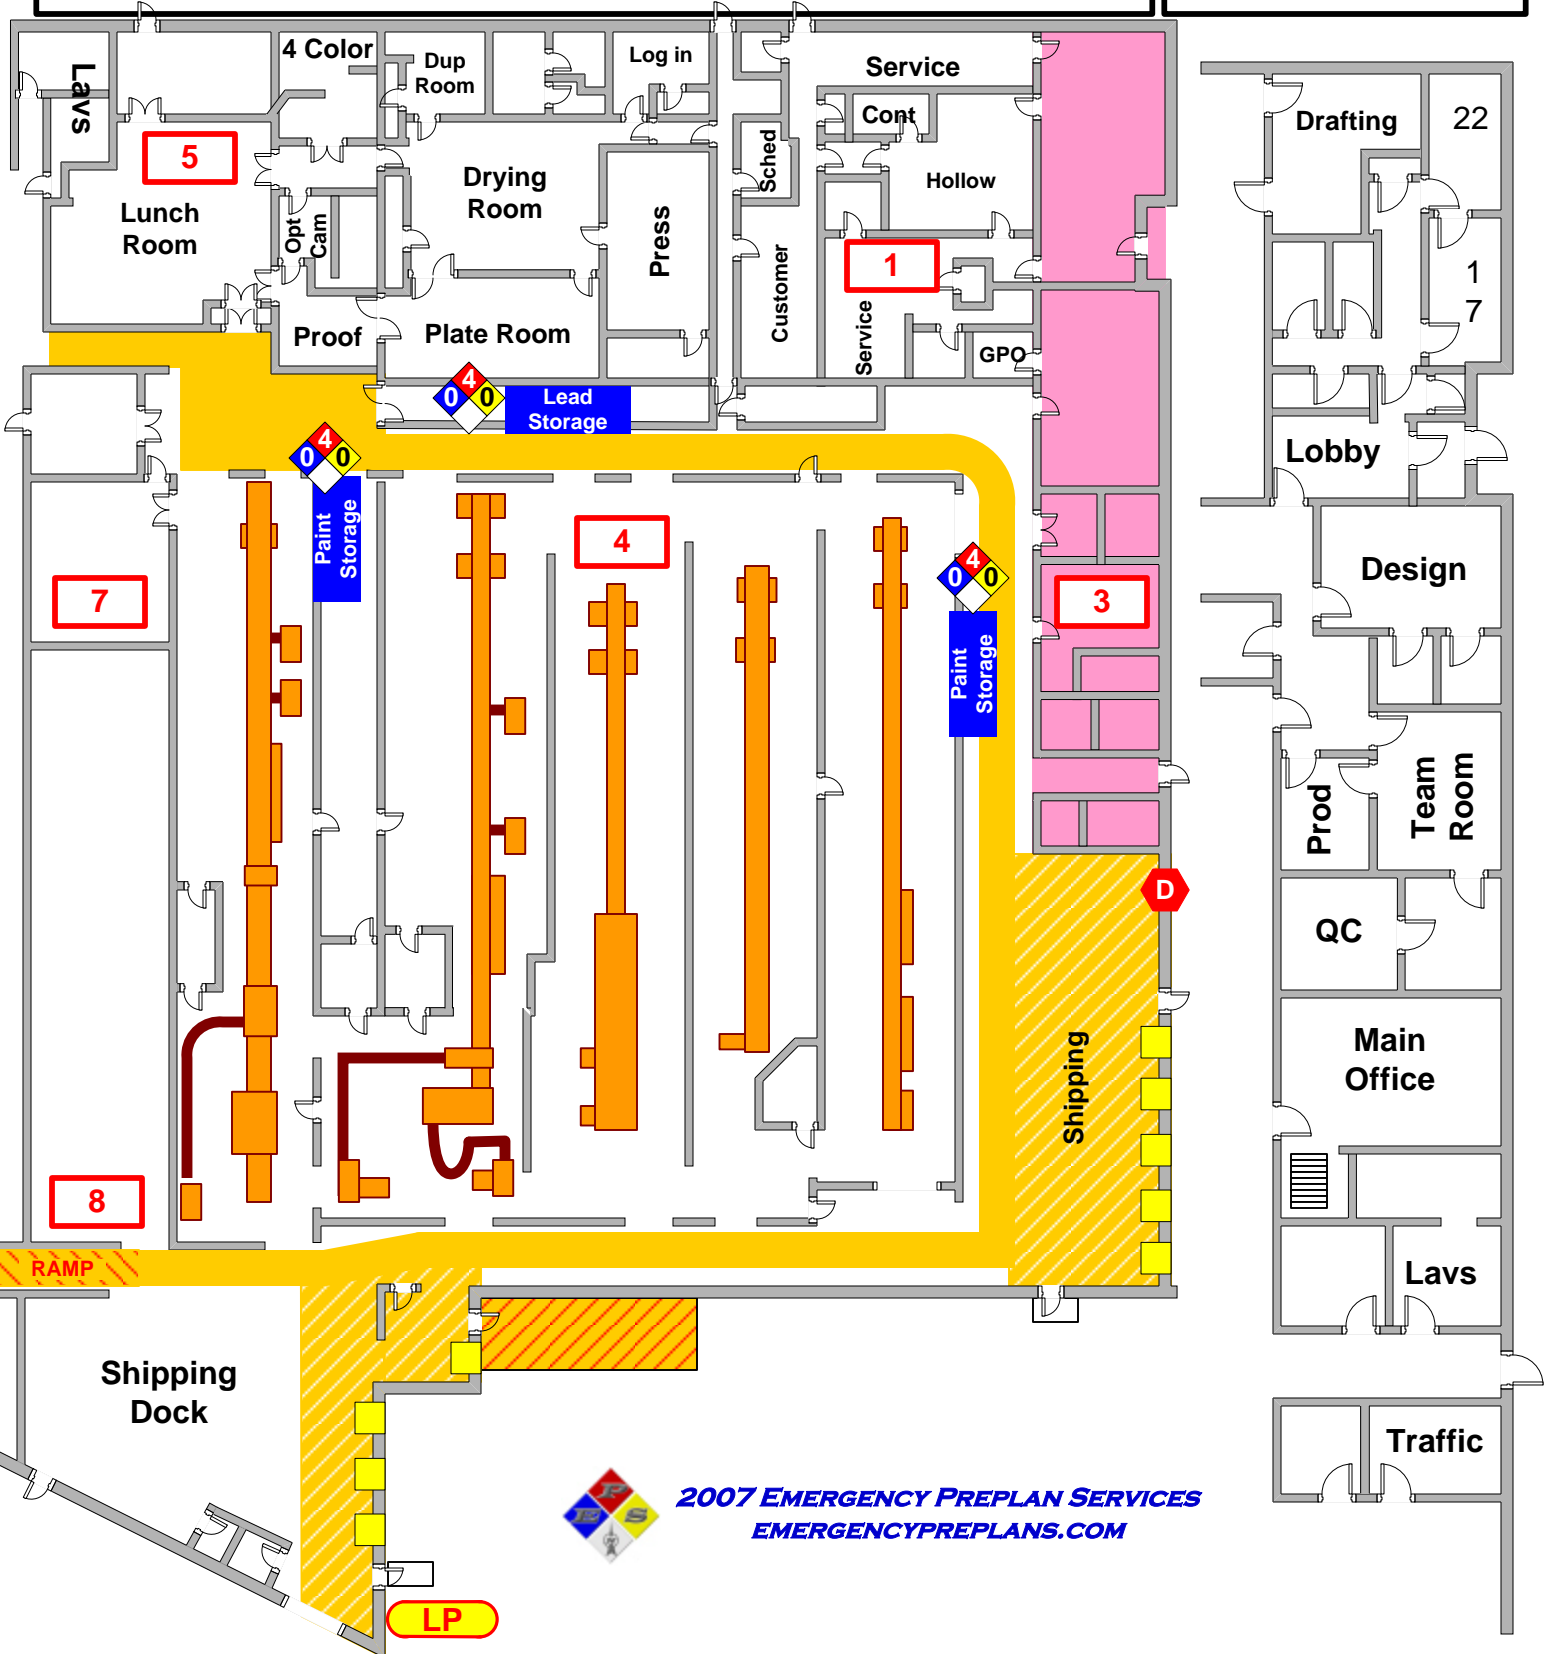 4 Color
Dup
Room
Log in
Service
Lavs
Cont
Drafting
22
5
Sched
Drying
Room
Hollow
Lunch
Room
Opt
Cam
Press
Customer
1
1
7
Service
Proof
Plate Room
GPO
4
0
0
Lead
Storage
4
0
0
Lobby
Paint
Storage
4
4
0
0
Design
7
3
Paint
Storage
Prod
Team
Room
D
QC
Main
Office
Shipping
8
RAMP
Lavs
Shipping
Dock
Traffic
P
E
S
2007 Emergency Preplan Services
emergencypreplans.com
LP